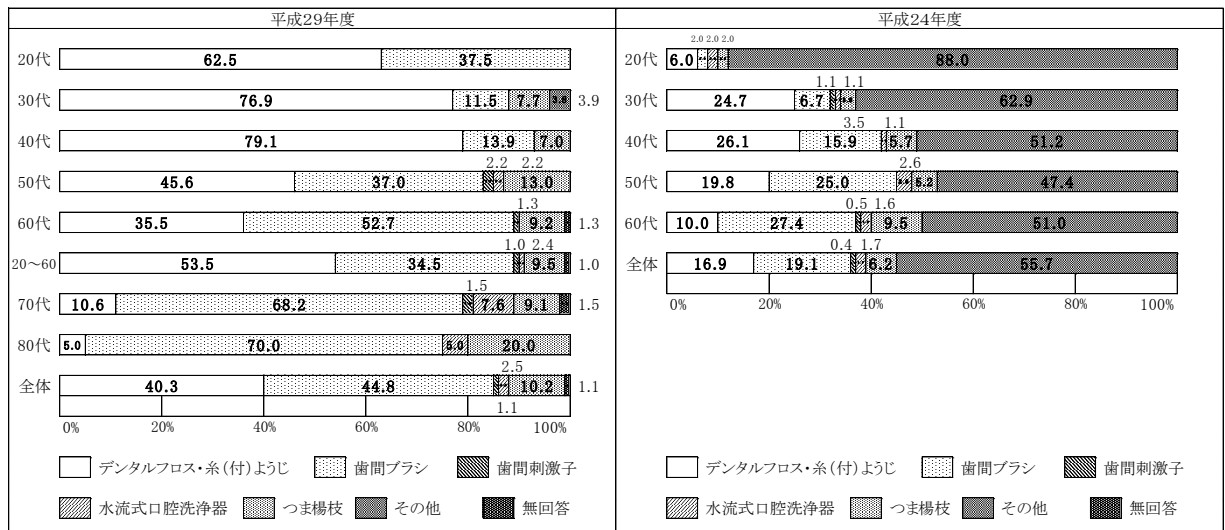 平成29年度
20代 62.5 37.5
30代 76.9 11.5 7.7 3.8 3.9
40代 79.1 13.9 7.0
2.2 2.2
50代 45.6 37.0 13.0
1.3
60代 35.5 52.7 9.2 1.3
1.0 2.4
20～60 53.5 34.5 9.5 1.0
1.5
70代 10.6 68.2 7.6 9.1 1.5
80代 5.0 70.0 5.0 20.0
2.5
全体 40.3 44.8 10.2 1.1
1.1
0% 20% 40% 60% 80% 100%
デンタルフロス・糸(付)ようじ 歯間ブラシ 歯間刺激子
水流式口腔洗浄器 つま楊枝 その他 無回答
平成24年度
2.0 2.0 2.0
20代 6.0 88.0
1.1 1.1
30代 24.7 6.7 62.9
3.5 1.1
40代 26.1 15.9 5.7 51.2
2.6
50代 19.8 25.0 5.2 47.4
0.5 1.6
60代 10.0 27.4 9.5 51.0
0.4 1.7
全体 16.9 19.1 6.2 55.7
0% 20% 40% 60% 80% 100%
デンタルフロス・糸(付)ようじ 歯間ブラシ 歯間刺激子
水流式口腔洗浄器 つま楊枝 その他 無回答